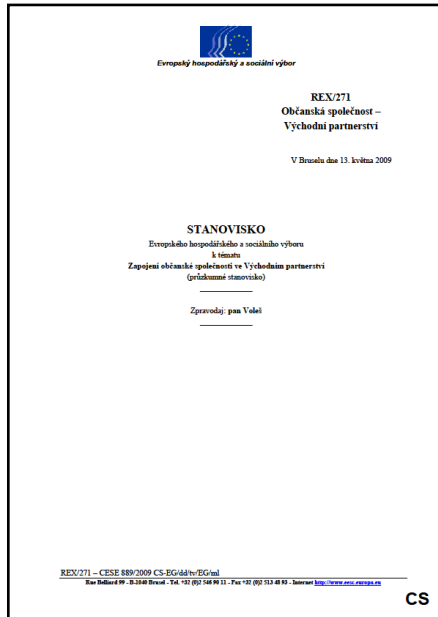 Evropský hospodářský a sociální výbor
REX/271
Občanská společnost –
Východní partnerství
V Bruselu dne 13. května 2009
STANOVISKO
Evropského hospodářského a sociálního výboru
k tématu
Zapojení občanské společnosti ve Východním partnerství
(průzkumné stanovisko)
Zpravodaj: pan Voleš
REX/271 – CESE 889/2009 CS-EG/dd/tv/EG/ml
Rue Belliard 99 - B-1040 Brusel - Tel. +32 (0)2 546 90 11 - Fax +32 (0)2 513 48 93 - Internet http://www.eesc.europa.eu
CS